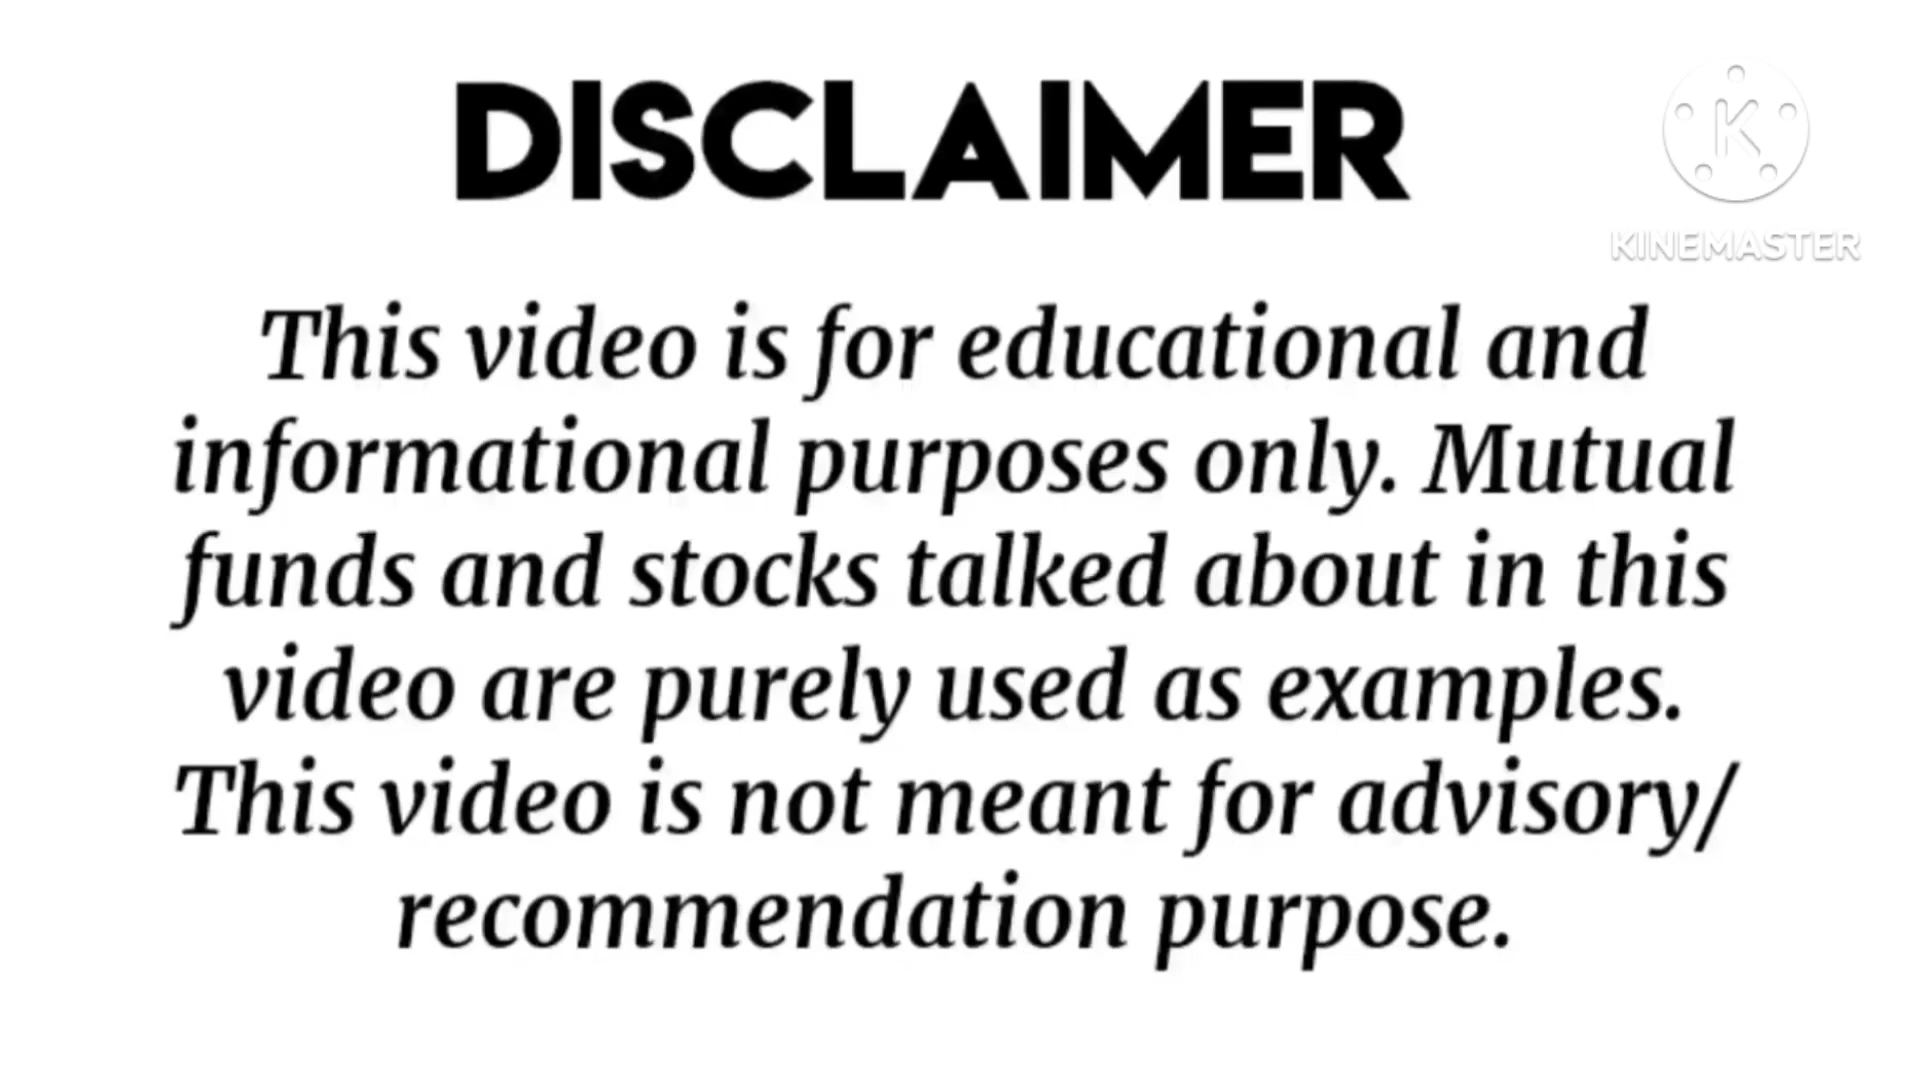 DISCLAIMER
K
KINEMASTER
This video is for educational and
informational purposes only. Mutual
funds and stocks talked about in this
video are purely used as examples.
This video is not meant for advisory/
recommendation purpose.